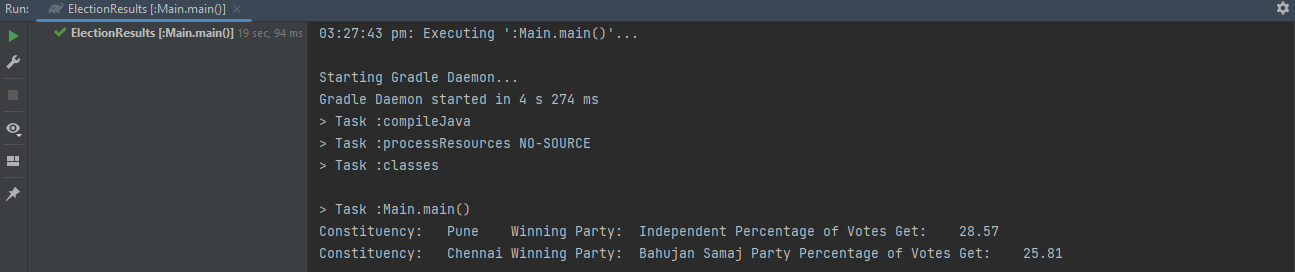 Run: ElectionResults [:Main.main()] ×
ElectionResults [:Main.main()] 19 sec, 94 ms
03:27:43 pm: Executing ':Main.main()'...
Starting Gradle Daemon...
Gradle Daemon started in 4 s 274 ms
> Task :compileJava
> Task :processResources NO-SOURCE
> Task :classes
> Task :Main.main()
Constituency:   Pune    Winning Party:  Independent Percentage of Votes Get:    28.57
Constituency:   Chennai Winning Party:  Bahujan Samaj Party Percentage of Votes Get:    25.81